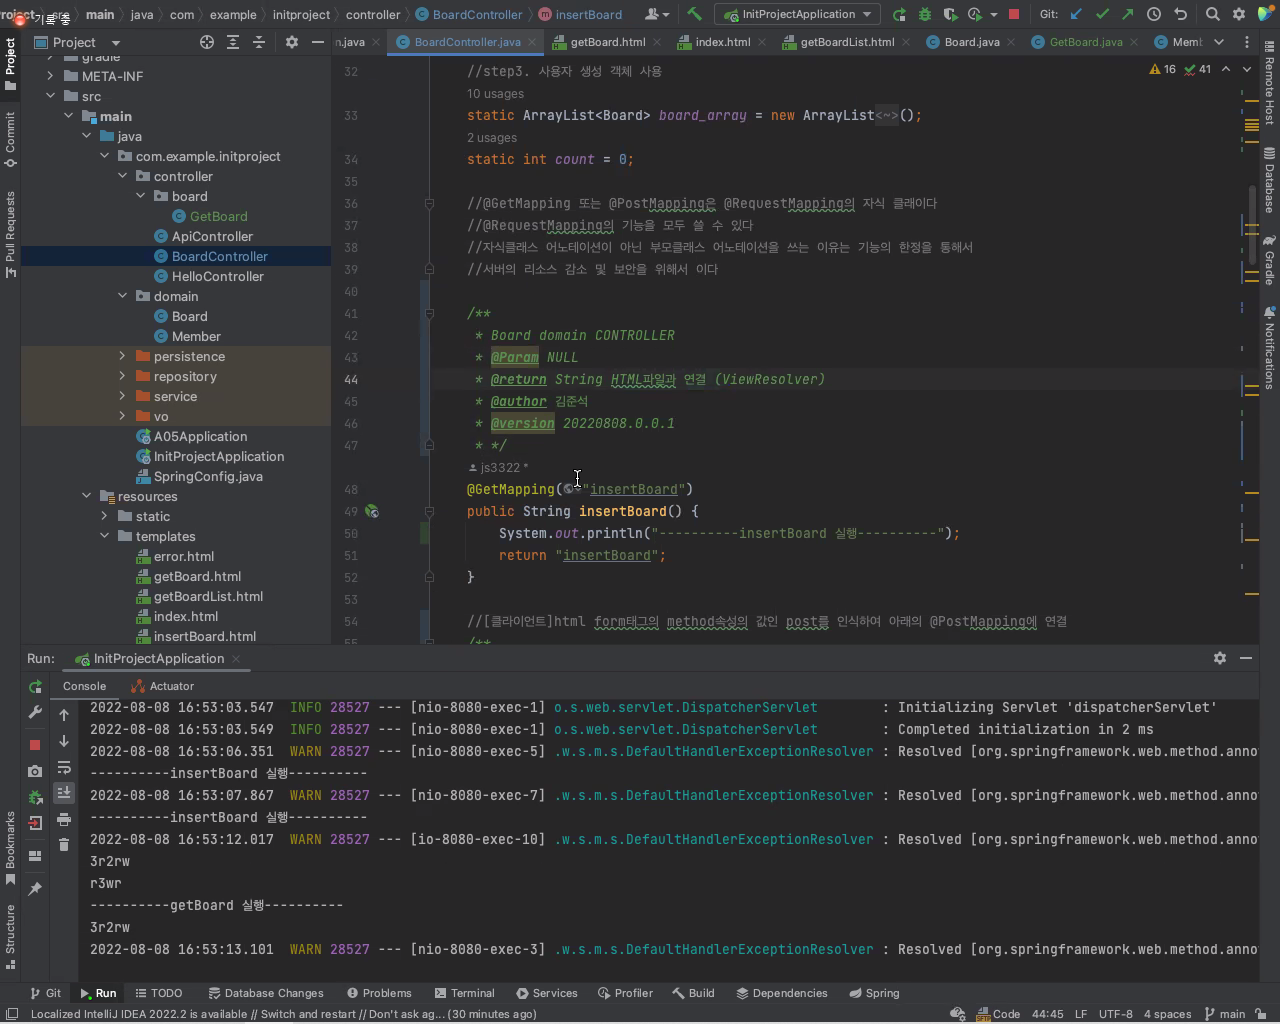 기록 중
src
main
java
com
example
initproject
controller
BoardController
insertBoard
InitProjectApplication
Git:
Project
n.java
BoardController.java
getBoard.html
index.html
getBoardList.html
Board.java
GetBoard.java
Memb
Project
Commit
Pull Requests
Bookmarks
Structure
gradle
META-INF
src
main
java
com.example.initproject
controller
board
GetBoard
ApiController
BoardController
HelloController
domain
Board
Member
persistence
repository
service
vo
A05Application
InitProjectApplication
SpringConfig.java
resources
static
templates
error.html
getBoard.html
getBoardList.html
index.html
insertBoard.html
16 41
32 //step3. 사용자 생성 객체 사용
10 usages
33 static ArrayList<Board> board_array = new ArrayList<~>();
2 usages
34 static int count = 0;
35
36 //@GetMapping 또는 @PostMapping은 @RequestMapping의 자식 클래이다
37 //@RequestMapping의 기능을 모두 쓸 수 있다
38 //자식클래스 어노테이션이 아닌 부모클래스 어노테이션을 쓰는 이유는 기능의 한정을 통해서
39 //서버의 리소스 감소 및 보안을 위해서 이다
40
41 /**
42 * Board domain CONTROLLER
43 * @Param NULL
44 * @return String HTML파일과 연결 (ViewResolver)
45 * @author 김준석
46 * @version 20220808.0.0.1
47 * */
js3322 *
48 @GetMapping("insertBoard")
49 public String insertBoard() {
50 System.out.println("----------insertBoard 실행----------");
51 return "insertBoard";
52 }
53
54 //[클라이언트]html form태그의 method속성의 값인 post를 인식하여 아래의 @PostMapping에 연결
55 /**
Remote Host
Database
Gradle
Notifications
Run: InitProjectApplication
Console Actuator
2022-08-08 16:53:03.547 INFO 28527 --- [nio-8080-exec-1] o.s.web.servlet.DispatcherServlet : Initializing Servlet 'dispatcherServlet'
2022-08-08 16:53:03.549 INFO 28527 --- [nio-8080-exec-1] o.s.web.servlet.DispatcherServlet : Completed initialization in 2 ms
2022-08-08 16:53:06.351 WARN 28527 --- [nio-8080-exec-5] .w.s.m.s.DefaultHandlerExceptionResolver : Resolved [org.springframework.web.method.anno
----------insertBoard 실행----------
2022-08-08 16:53:07.867 WARN 28527 --- [nio-8080-exec-7] .w.s.m.s.DefaultHandlerExceptionResolver : Resolved [org.springframework.web.method.anno
----------insertBoard 실행----------
2022-08-08 16:53:12.017 WARN 28527 --- [io-8080-exec-10] .w.s.m.s.DefaultHandlerExceptionResolver : Resolved [org.springframework.web.method.anno
3r2rw
r3wr
----------getBoard 실행----------
3r2rw
2022-08-08 16:53:13.101 WARN 28527 --- [nio-8080-exec-3] .w.s.m.s.DefaultHandlerExceptionResolver : Resolved [org.springframework.web.method.anno
Git Run TODO Database Changes Problems Terminal Services Profiler Build Dependencies Spring
Localized IntelliJ IDEA 2022.2 is available // Switch and restart // Don't ask ag... (30 minutes ago) Code 44:45 LF UTF-8 4 spaces main